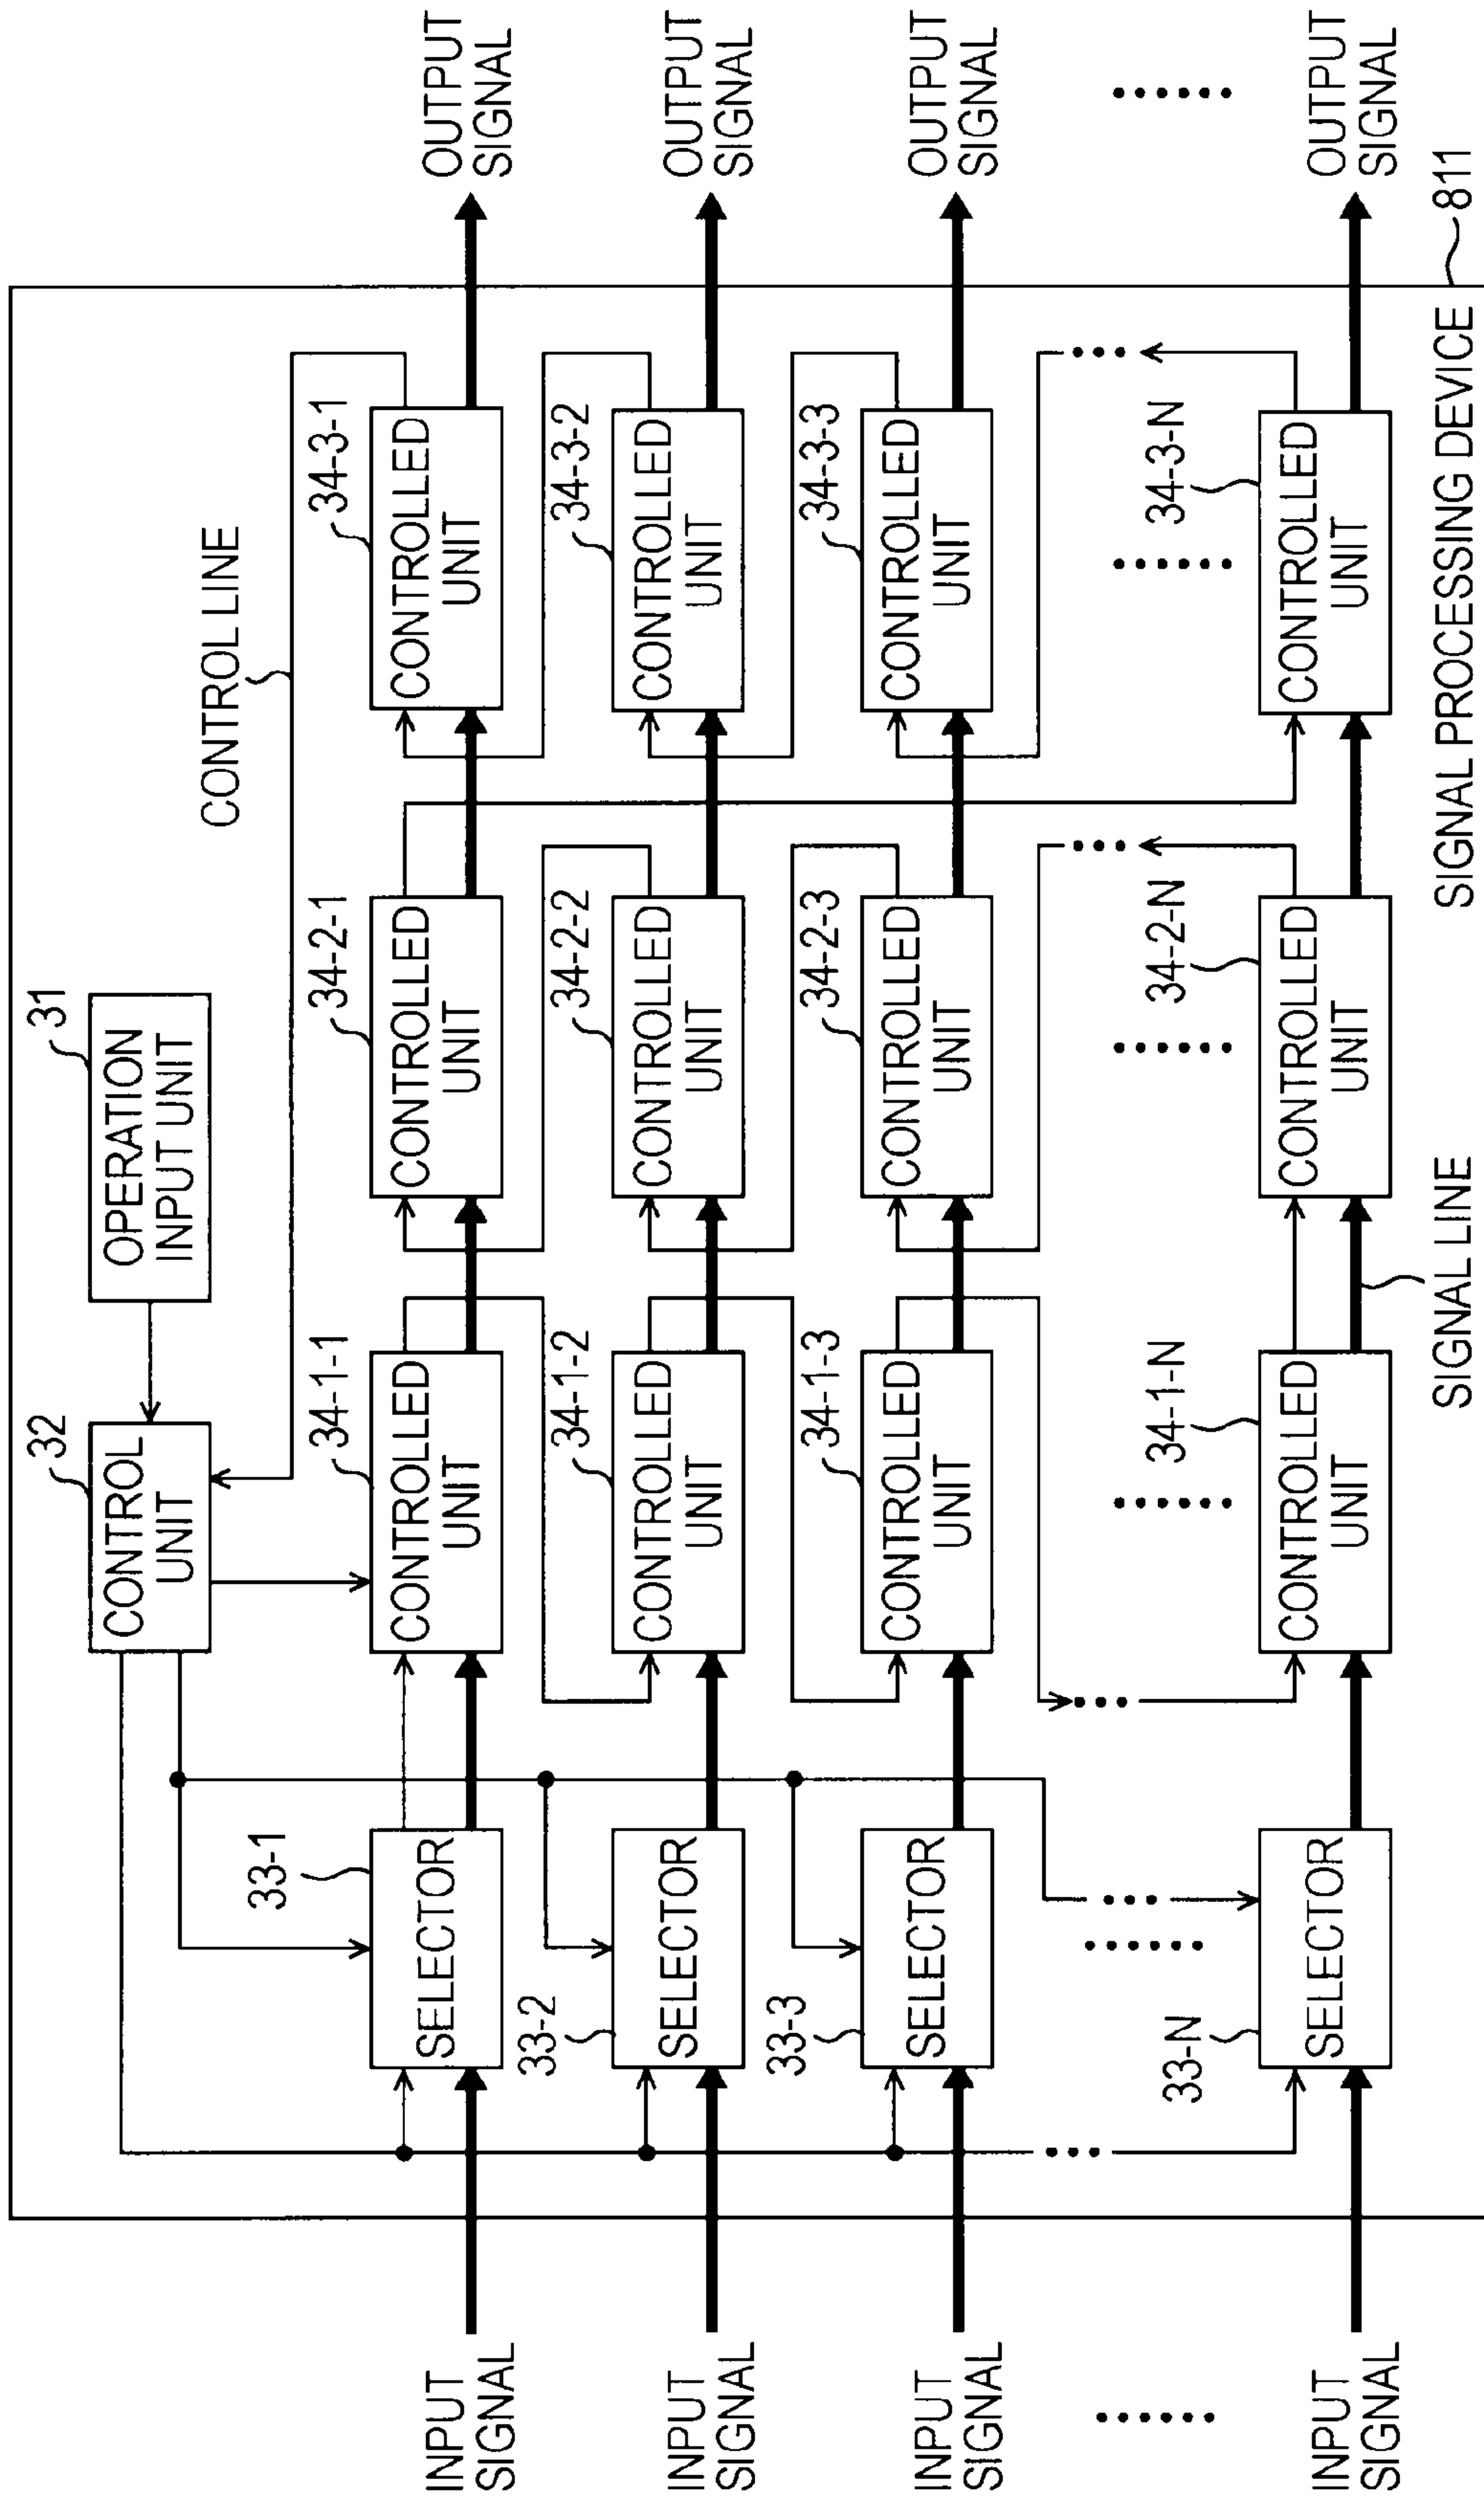 31
OPERATION
INPUT UNIT
32
CONTROL
UNIT
CONTROL LINE
INPUT
SIGNAL
33-1
SELECTOR
34-1-1
CONTROLLED
UNIT
34-2-1
CONTROLLED
UNIT
34-3-1
CONTROLLED
UNIT
OUTPUT
SIGNAL
INPUT
SIGNAL
33-2
SELECTOR
34-1-2
CONTROLLED
UNIT
34-2-2
CONTROLLED
UNIT
34-3-2
CONTROLLED
UNIT
OUTPUT
SIGNAL
INPUT
SIGNAL
33-3
SELECTOR
34-1-3
CONTROLLED
UNIT
34-2-3
CONTROLLED
UNIT
34-3-3
CONTROLLED
UNIT
OUTPUT
SIGNAL
INPUT
SIGNAL
33-N
SELECTOR
34-1-N
CONTROLLED
UNIT
34-2-N
CONTROLLED
UNIT
34-3-N
CONTROLLED
UNIT
OUTPUT
SIGNAL
SIGNAL LINE
SIGNAL PROCESSING DEVICE
811